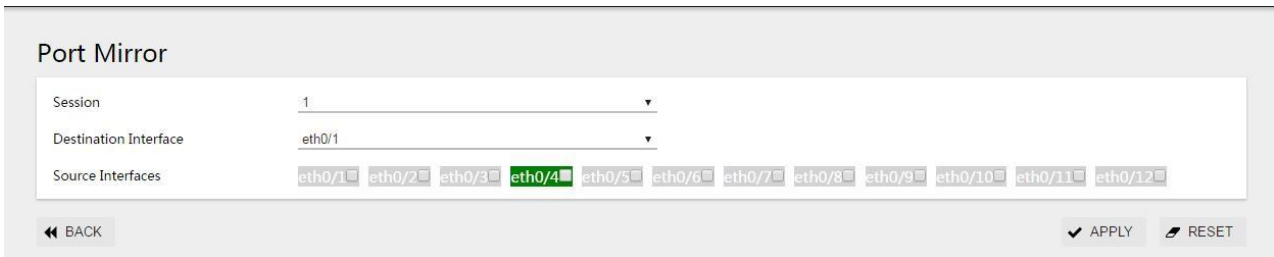 Port Mirror
Session 1
Destination Interface eth0/1
Source Interfaces eth0/1 eth0/2 eth0/3 eth0/4 eth0/5 eth0/6 eth0/7 eth0/8 eth0/9 eth0/10 eth0/11 eth0/12
BACK APPLY RESET